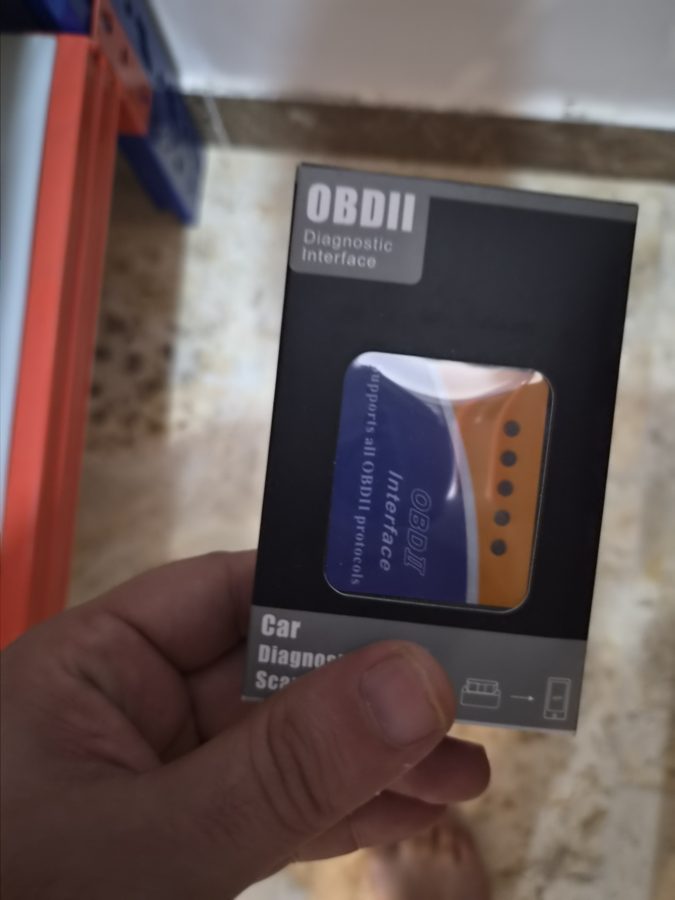 OBDII
Diagnostic
Interface
supports all OBDII protocols
OBDII
Interface
Car